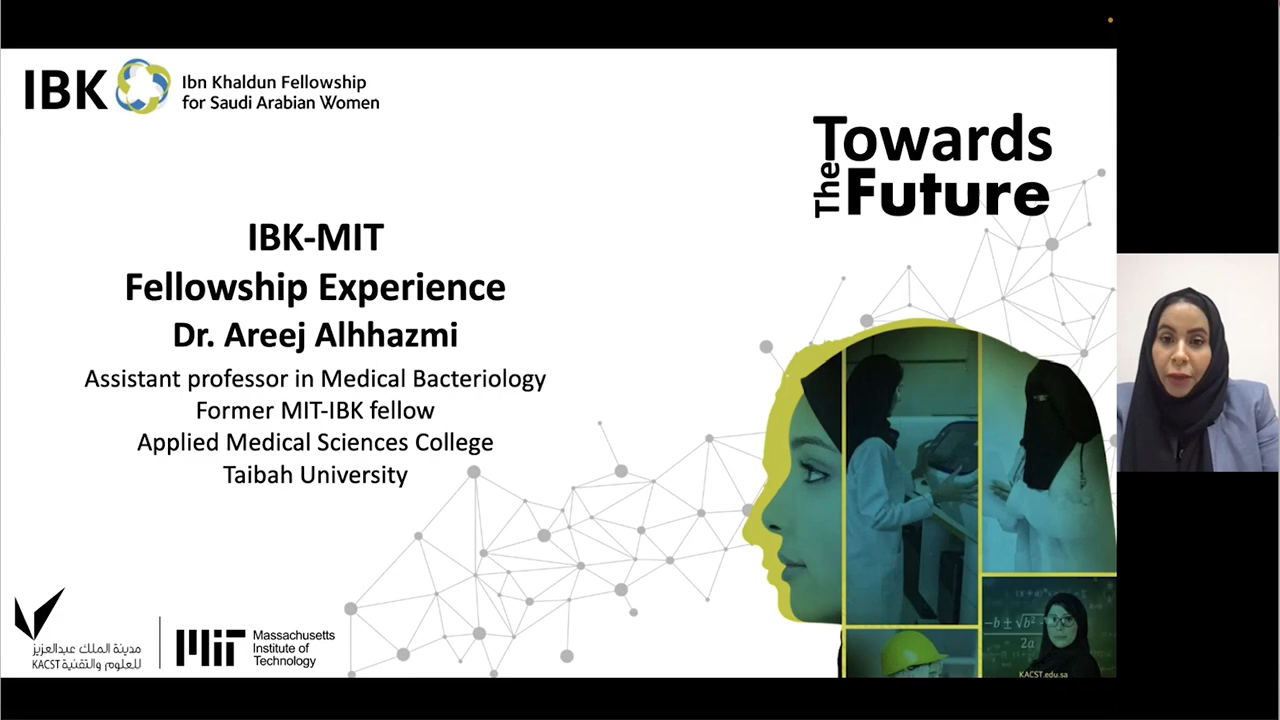 IBK
Ibn Khaldun Fellowship
for Saudi Arabian Women
Towards
The Future
IBK-MIT
Fellowship Experience
Dr. Areej Alhhazmi
Assistant professor in Medical Bacteriology
Former MIT-IBK fellow
Applied Medical Sciences College
Taibah University
مدينة الملك عبدالعزيز
للعلوم والتقنية KACST
MIT
Massachusetts
Institute of
Technology
-b ± √b²
2a
KACST.edu.sa